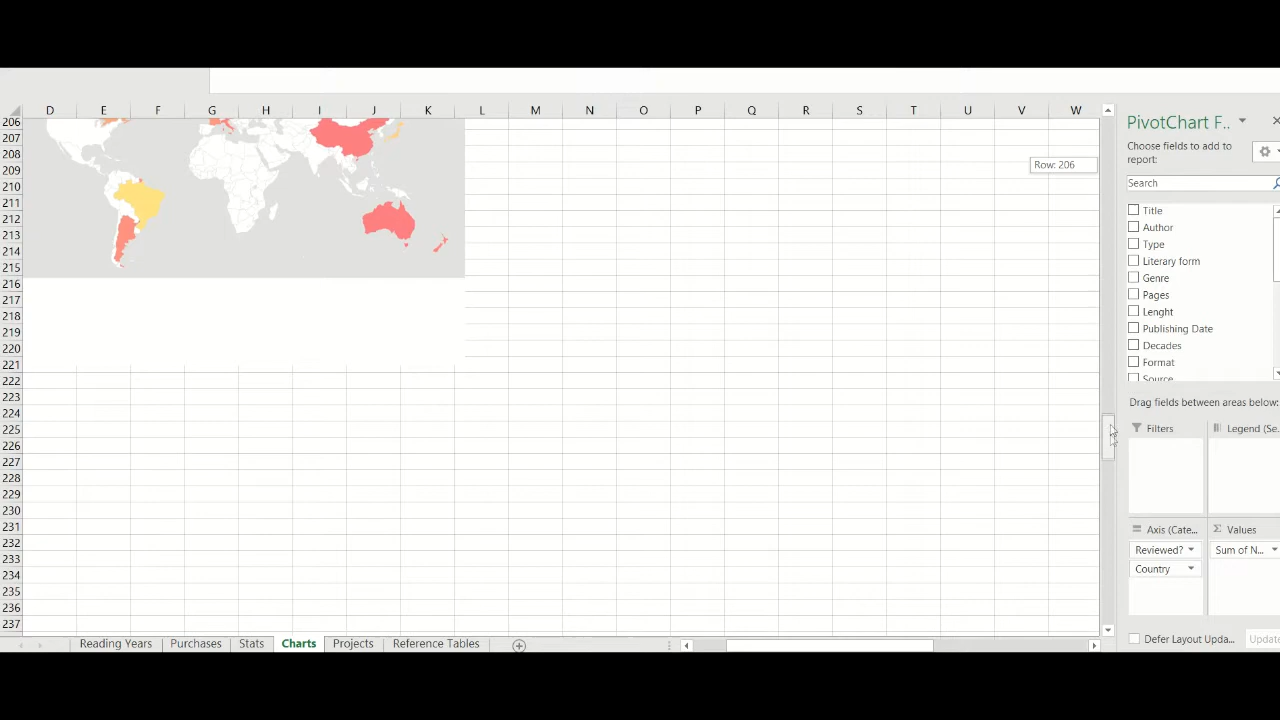 D E F G H I J K L M N O P Q R S T U V W
206
207
208
209
210
211
212
213
214
215
216
217
218
219
220
221
222
223
224
225
226
227
228
229
230
231
232
233
234
235
236
237
Row: 206
PivotChart F..
Choose fields to add to
report:
Search
Title
Author
Type
Literary form
Genre
Pages
Lenght
Publishing Date
Decades
Format
Source
Drag fields between areas below:
Filters
Legend (Se...
Axis (Cate...
Values
Reviewed?
Sum of N...
Country
Defer Layout Upda...
Update
Reading Years Purchases Stats Charts Projects Reference Tables